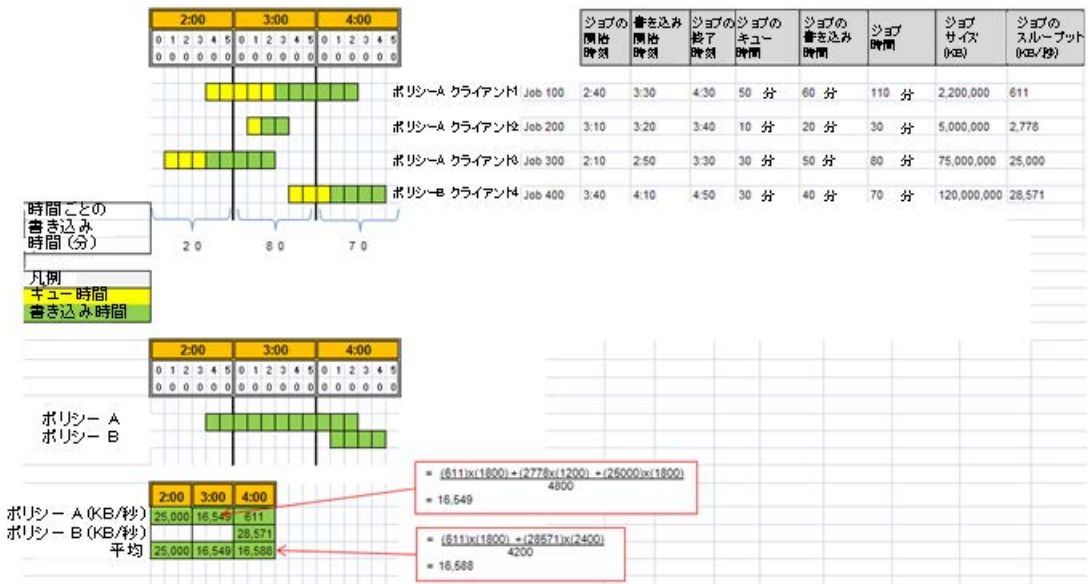 2:00 3:00 4:00
0 1 2 3 4 5 0 1 2 3 4 5 0 1 2 3 4 5
0 0 0 0 0 0 0 0 0 0 0 0 0 0 0 0 0 0
ジョブの開始時刻 書き込み開始時刻 ジョブの終了時刻 ジョブのキュー時間 ジョブの書き込み時間 ジョブ時間 ジョブサイズ(KB) ジョブのスループット(KB/秒)
ポリシーA クライアント1 Job 100 2:40 3:30 4:30 50 分 60 分 110 分 2,200,000 611
ポリシーA クライアント2 Job 200 3:10 3:20 3:40 10 分 20 分 30 分 5,000,000 2,778
ポリシーA クライアント3 Job 300 2:10 2:50 3:30 30 分 50 分 80 分 75,000,000 25,000
ポリシーB クライアント4 Job 400 3:40 4:10 4:50 30 分 40 分 70 分 120,000,000 28,571
時間ごとの
書き込み
時間(分)
20 80 70
凡例
キュー時間
書き込み時間
2:00 3:00 4:00
0 1 2 3 4 5 0 1 2 3 4 5 0 1 2 3 4 5
0 0 0 0 0 0 0 0 0 0 0 0 0 0 0 0 0 0
ポリシー A
ポリシー B
= (611)x(1800) +(2778x(1200) +(25000)x(1800)
4800
= 16,549
2:00 3:00 4:00
ポリシー A(KB/秒) 25,000 16,549 611
ポリシー B(KB/秒) 28,571
平均 25,000 16,549 16,588
= (611)x(1800) +(28571)x(2400)
4200
= 16,588